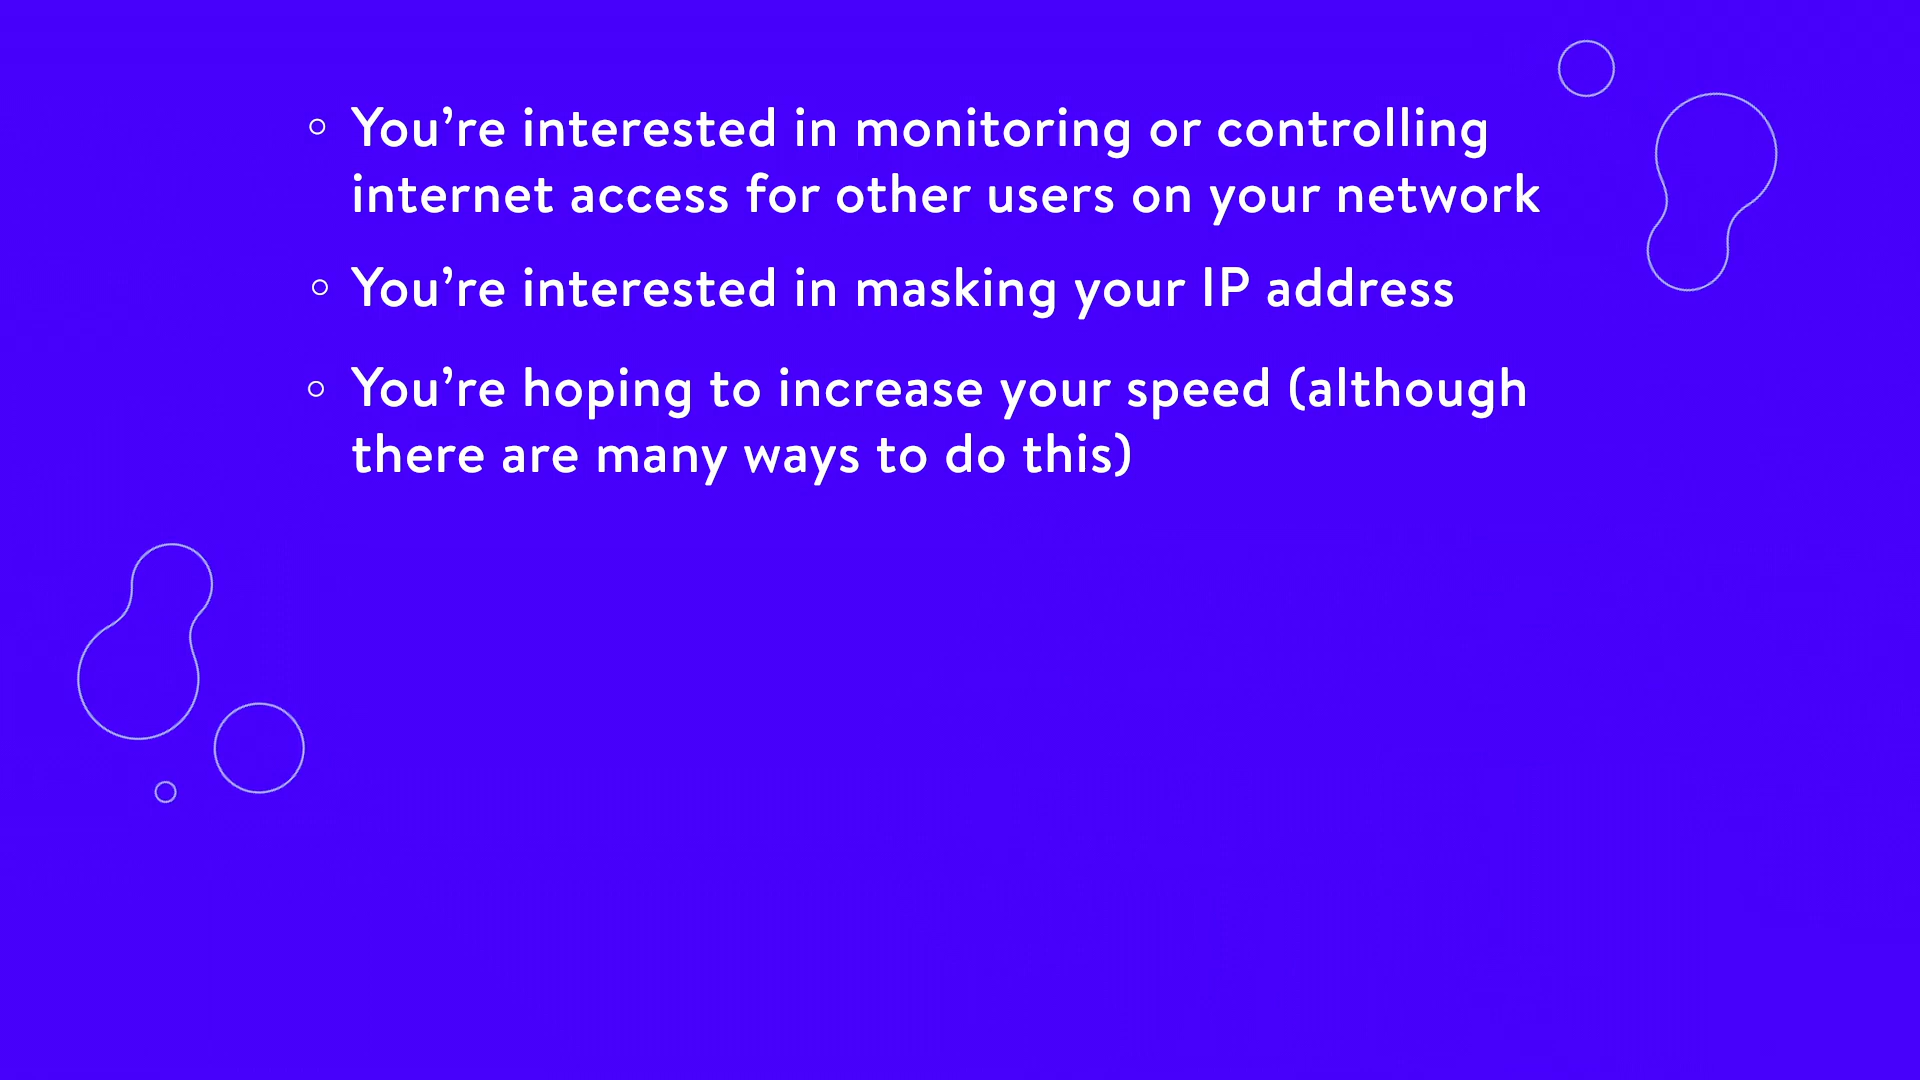 ◦ You’re interested in monitoring or controlling
internet access for other users on your network
◦ You’re interested in masking your IP address
◦ You’re hoping to increase your speed (although
there are many ways to do this)